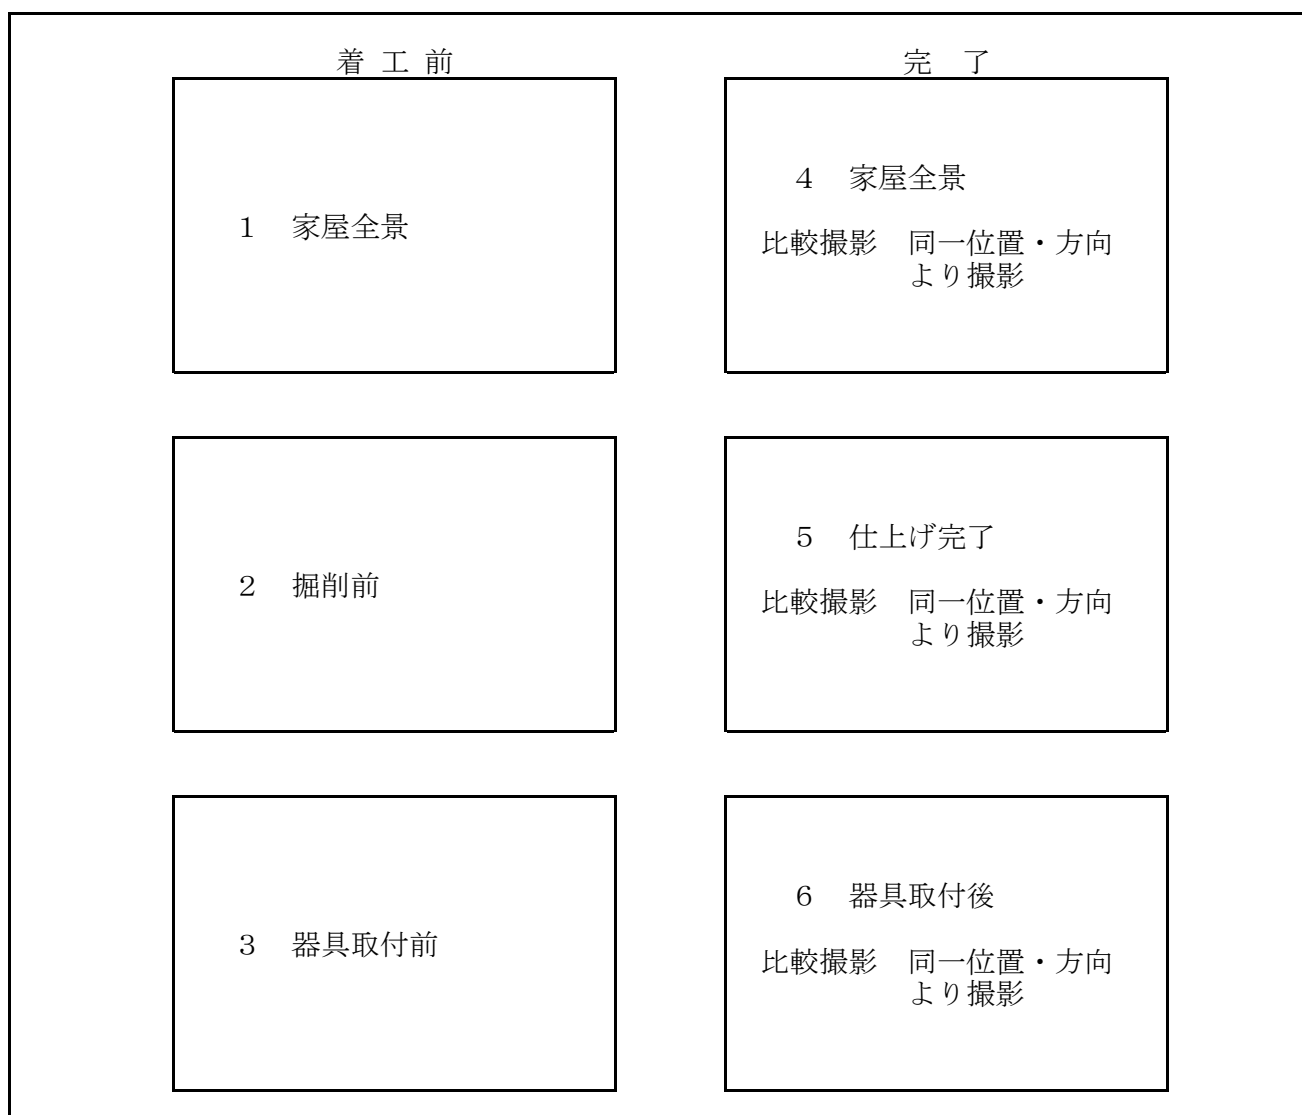 着 工 前
完　了
１　家屋全景
４　家屋全景
比較撮影　同一位置・方向
より撮影
２　掘削前
５　仕上げ完了
比較撮影　同一位置・方向
より撮影
３　器具取付前
６　器具取付後
比較撮影　同一位置・方向
より撮影